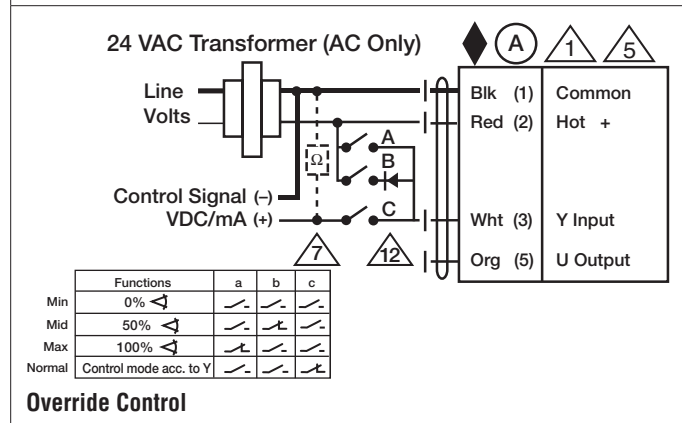 24 VAC Transformer (AC Only)
A 1 5
Line
Volts
Blk (1) Common
Red (2) Hot +
A
Ω
B
Control Signal (–)
VDC/mA (+)
C
Wht (3) Y Input
7 12
Org (5) U Output
Functions a b c
Min 0%
Mid 50%
Max 100%
Normal Control mode acc. to Y
Override Control